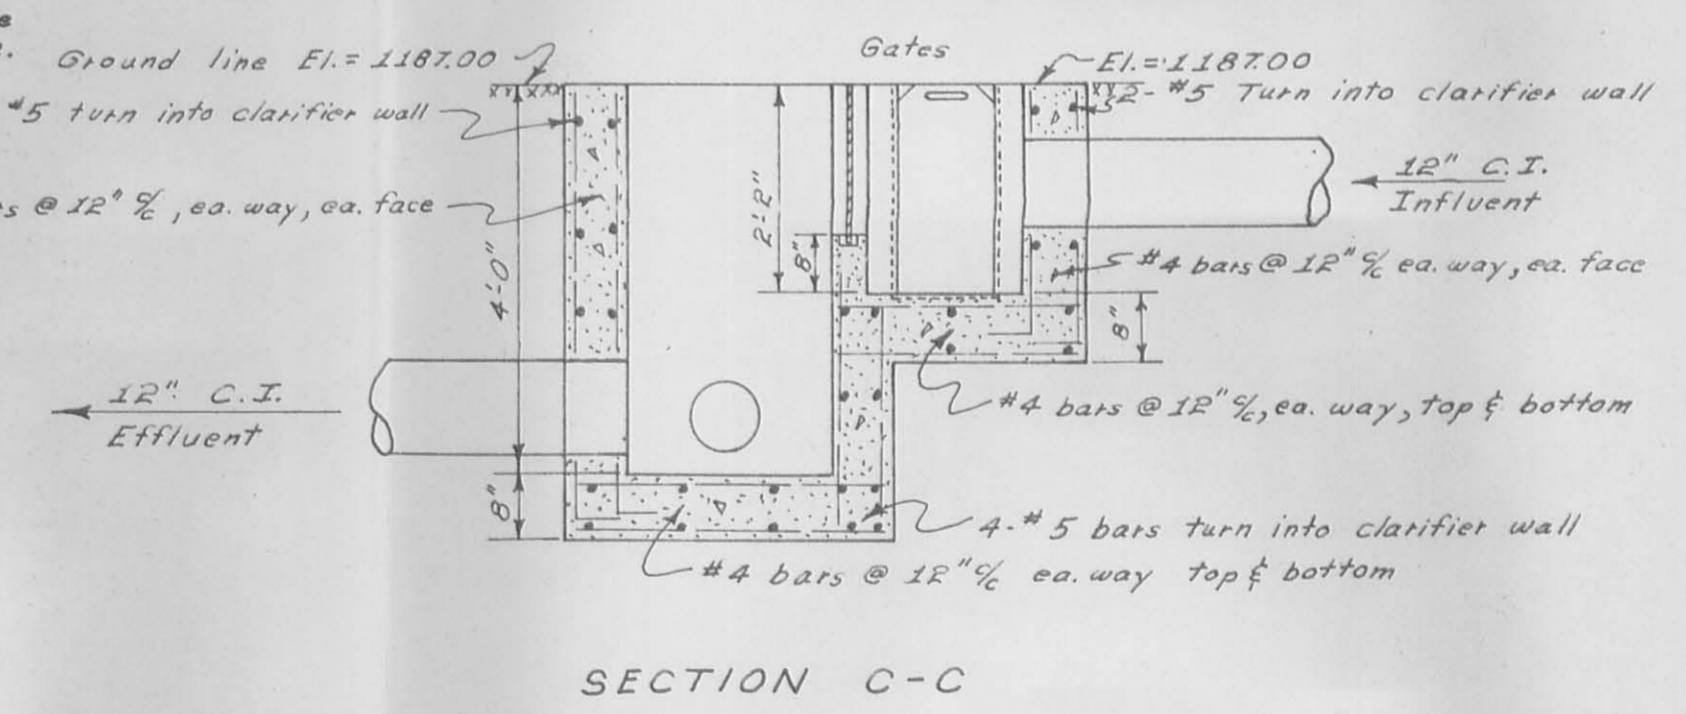 Ground line El. = 1187.00
Gates
El. = 1187.00
#5 turn into clarifier wall
2- #5 Turn into clarifier wall
12" C.I.
Influent
@ 12" c/c, ea. way, ea. face
2'-2"
8"
4'-0"
#4 bars @ 12" c/c ea. way, ea. face
8"
12" C.I.
Effluent
#4 bars @ 12" c/c, ea. way, top & bottom
8"
4-#5 bars turn into clarifier wall
#4 bars @ 12" c/c ea. way top & bottom
SECTION C-C